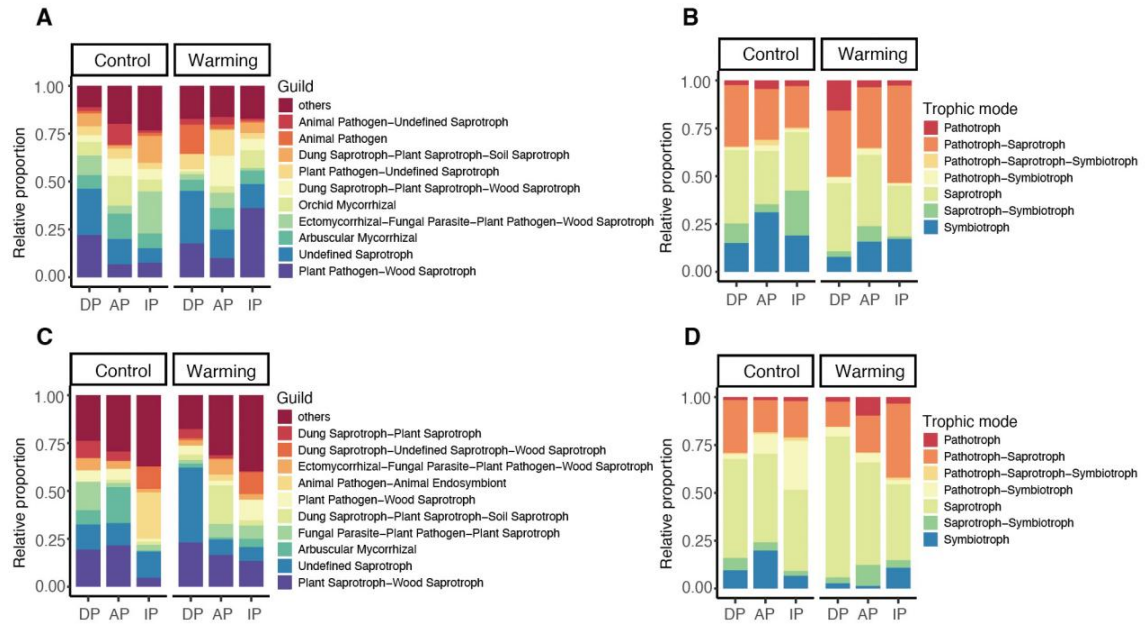 A
Control Warming
Relative proportion
1.00
0.75
0.50
0.25
0.00
DP AP IP DP AP IP
Guild
others
Animal Pathogen–Undefined Saprotroph
Animal Pathogen
Dung Saprotroph–Plant Saprotroph–Soil Saprotroph
Plant Pathogen–Undefined Saprotroph
Dung Saprotroph–Plant Saprotroph–Wood Saprotroph
Orchid Mycorrhizal
Ectomycorrhizal–Fungal Parasite–Plant Pathogen–Wood Saprotroph
Arbuscular Mycorrhizal
Undefined Saprotroph
Plant Pathogen–Wood Saprotroph
B
Control Warming
Relative proportion
1.00
0.75
0.50
0.25
0.00
DP AP IP DP AP IP
Trophic mode
Pathotroph
Pathotroph–Saprotroph
Pathotroph–Saprotroph–Symbiotroph
Pathotroph–Symbiotroph
Saprotroph
Saprotroph–Symbiotroph
Symbiotroph
C
Control Warming
Relative proportion
1.00
0.75
0.50
0.25
0.00
DP AP IP DP AP IP
Guild
others
Dung Saprotroph–Plant Saprotroph
Dung Saprotroph–Undefined Saprotroph–Wood Saprotroph
Ectomycorrhizal–Fungal Parasite–Plant Pathogen–Wood Saprotroph
Animal Pathogen–Animal Endosymbiont
Plant Pathogen–Wood Saprotroph
Dung Saprotroph–Plant Saprotroph–Soil Saprotroph
Fungal Parasite–Plant Pathogen–Plant Saprotroph
Arbuscular Mycorrhizal
Undefined Saprotroph
Plant Saprotroph–Wood Saprotroph
D
Control Warming
Relative proportion
1.00
0.75
0.50
0.25
0.00
DP AP IP DP AP IP
Trophic mode
Pathotroph
Pathotroph–Saprotroph
Pathotroph–Saprotroph–Symbiotroph
Pathotroph–Symbiotroph
Saprotroph
Saprotroph–Symbiotroph
Symbiotroph